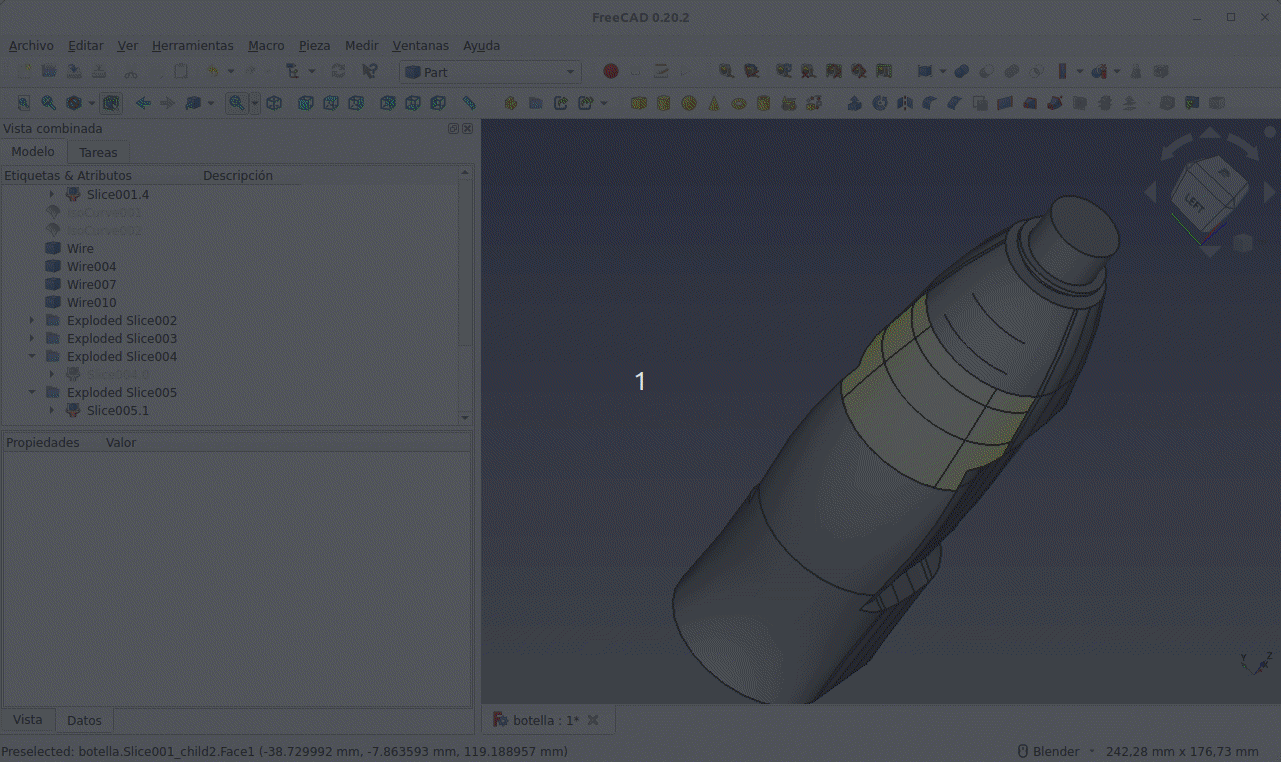 FreeCAD 0.20.2
Archivo Editar Ver Herramientas Macro Pieza Medir Ventanas Ayuda
Part
Vista combinada
Modelo Tareas
Etiquetas & Atributos Descripción
Slice001.4
IsoCurve001
IsoCurve002
Wire
Wire004
Wire007
Wire010
Exploded Slice002
Exploded Slice003
Exploded Slice004
Slice004.0
Exploded Slice005
Slice005.1
Propiedades Valor
Vista Datos
1
LEFT
Y Z
botella : 1*
Preselected: botella.Slice001_child2.Face1 (-38.729992 mm, -7.863593 mm, 119.188957 mm)
Blender 242,28 mm x 176,73 mm